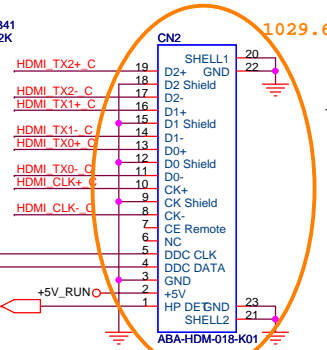 341
2K
1029.6
CN2
SHELL1 20
GND 22
HDMI_TX2+_C 19 D2+
18 D2 Shield
HDMI_TX2-_C 17 D2-
HDMI_TX1+_C 16 D1+
15 D1 Shield
HDMI_TX1-_C 14 D1-
HDMI_TX0+_C 13 D0+
12 D0 Shield
HDMI_TX0-_C 11 D0-
HDMI_CLK+_C 10 CK+
9 CK Shield
HDMI_CLK-_C 8 CK-
7 CE Remote
6 NC
5 DDC CLK
4 DDC DATA
3 GND
+5V_RUN 2 +5V
1 HP DET
GND 23
SHELL2 21
ABA-HDM-018-K01